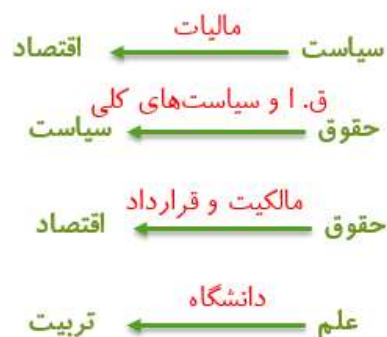 مالیات
سیاست اقتصاد
ق. ا و سیاست‌های کلی
حقوق سیاست
مالکیت و قرارداد
حقوق اقتصاد
دانشگاه
علم تربیت